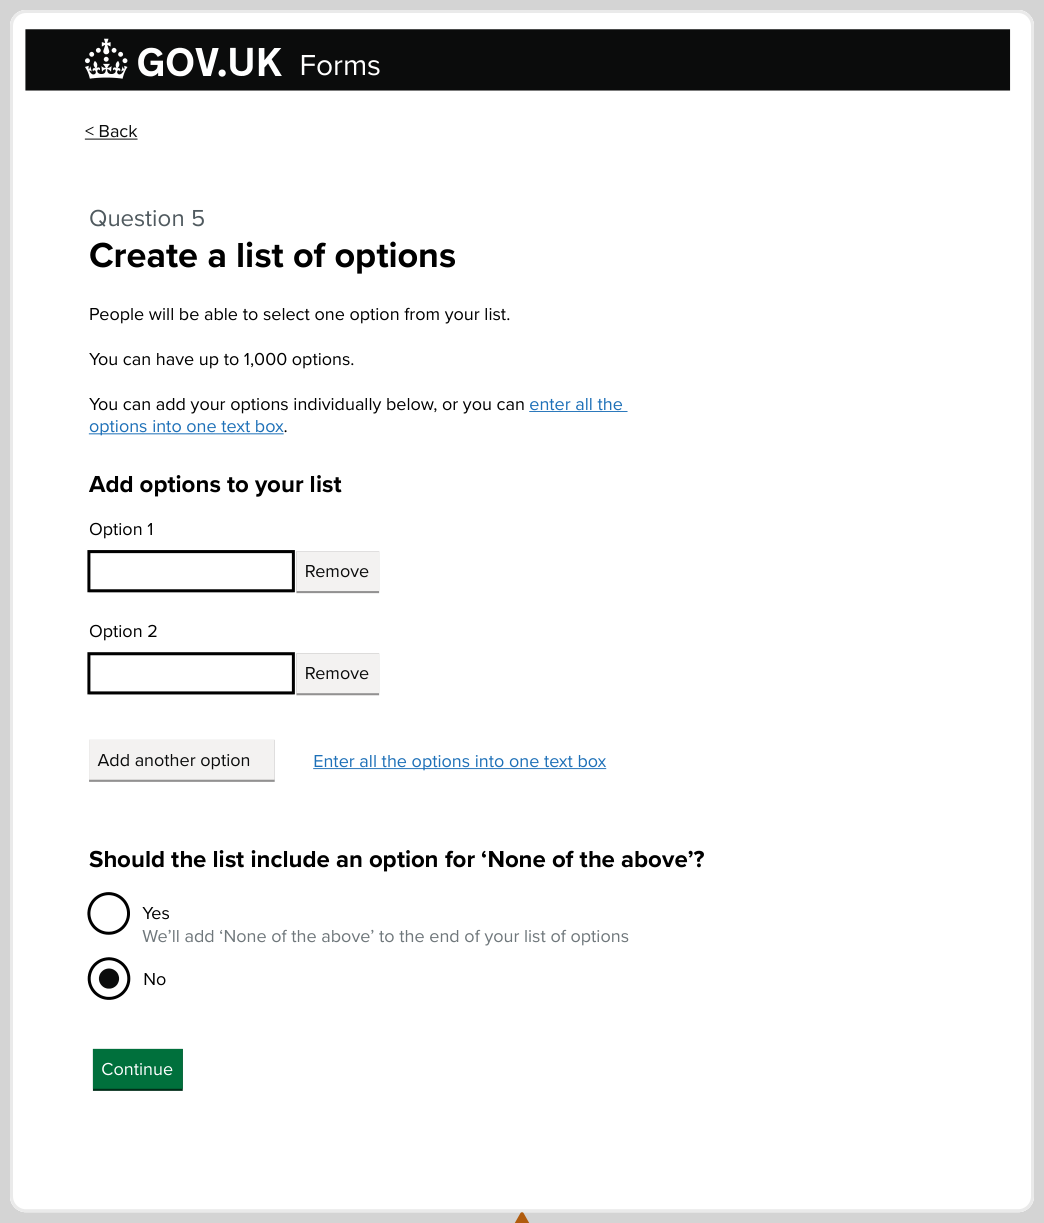 GOV.UK Forms
< Back
Question 5
Create a list of options
People will be able to select one option from your list.
You can have up to 1,000 options.
You can add your options individually below, or you can enter all the
options into one text box.
Add options to your list
Option 1
Remove
Option 2
Remove
Add another option Enter all the options into one text box
Should the list include an option for ‘None of the above’?
Yes
We’ll add ‘None of the above’ to the end of your list of options
No
Continue